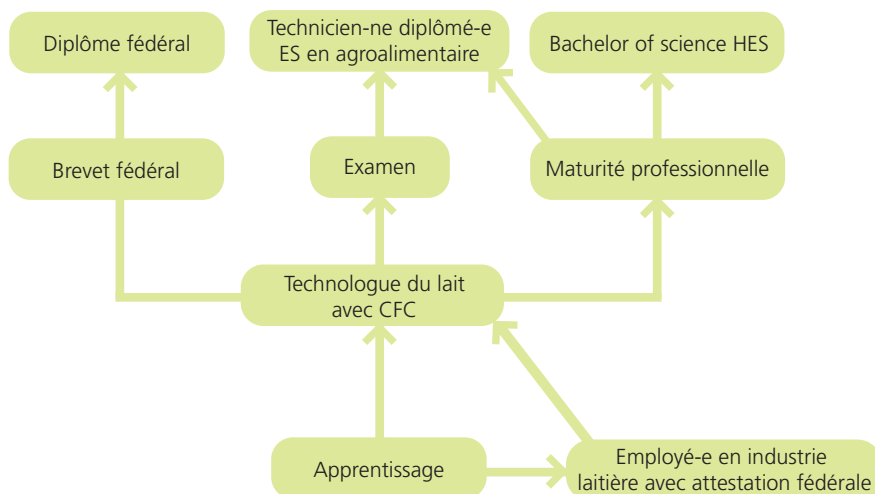 Diplôme fédéral
Technicien-ne diplômé-e
ES en agroalimentaire
Bachelor of science HES
Brevet fédéral
Examen
Maturité professionnelle
Technologue du lait
avec CFC
Apprentissage
Employé-e en industrie
laitière avec attestation fédérale